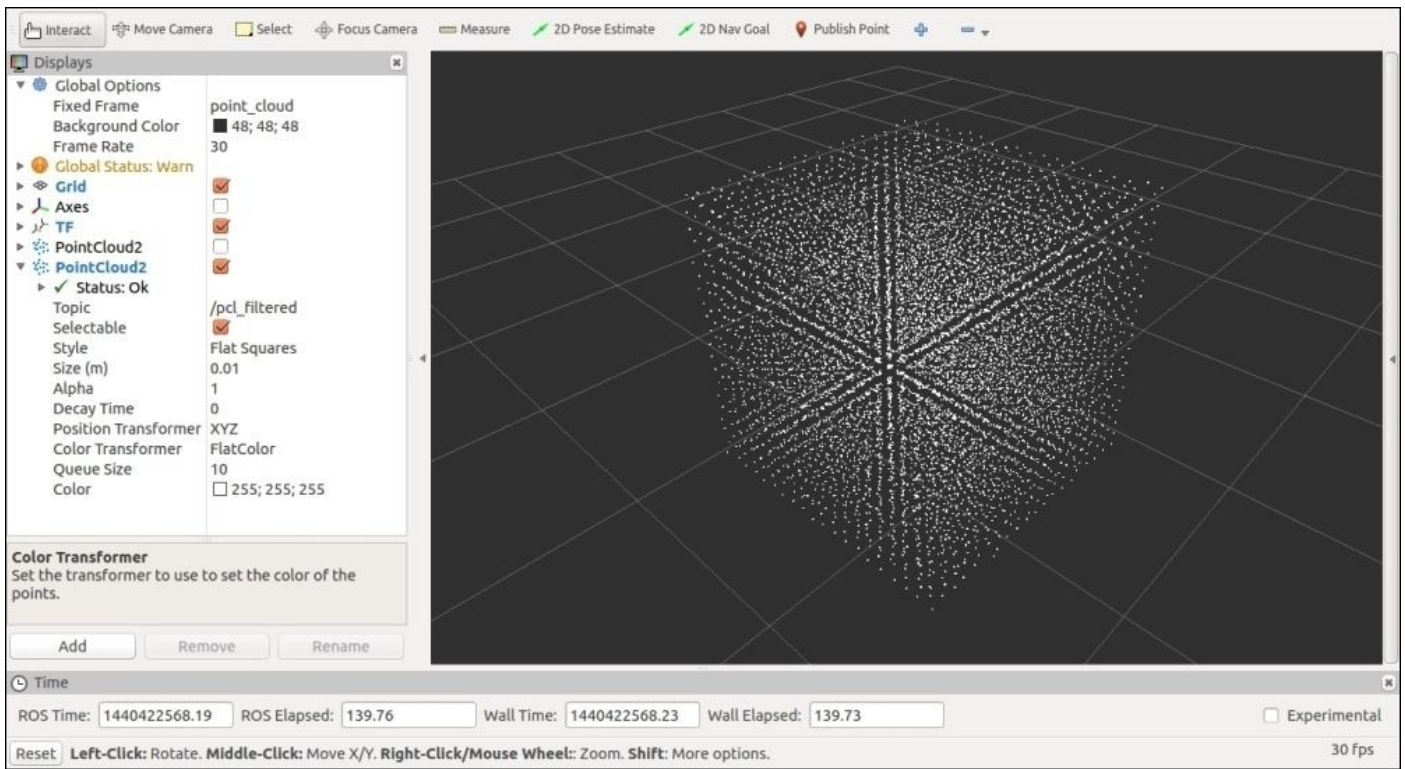 Interact Move Camera Select Focus Camera Measure 2D Pose Estimate 2D Nav Goal Publish Point
Displays
Global Options
Fixed Frame point_cloud
Background Color 48; 48; 48
Frame Rate 30
Global Status: Warn
Grid
Axes
TF
PointCloud2
PointCloud2
Status: Ok
Topic /pcl_filtered
Selectable
Style Flat Squares
Size (m) 0.01
Alpha 1
Decay Time 0
Position Transformer XYZ
Color Transformer FlatColor
Queue Size 10
Color 255; 255; 255
Color Transformer
Set the transformer to use to set the color of the
points.
Add Remove Rename
Time
ROS Time: 1440422568.19 ROS Elapsed: 139.76 Wall Time: 1440422568.23 Wall Elapsed: 139.73 Experimental
Reset Left-Click: Rotate. Middle-Click: Move X/Y. Right-Click/Mouse Wheel:: Zoom. Shift: More options. 30 fps